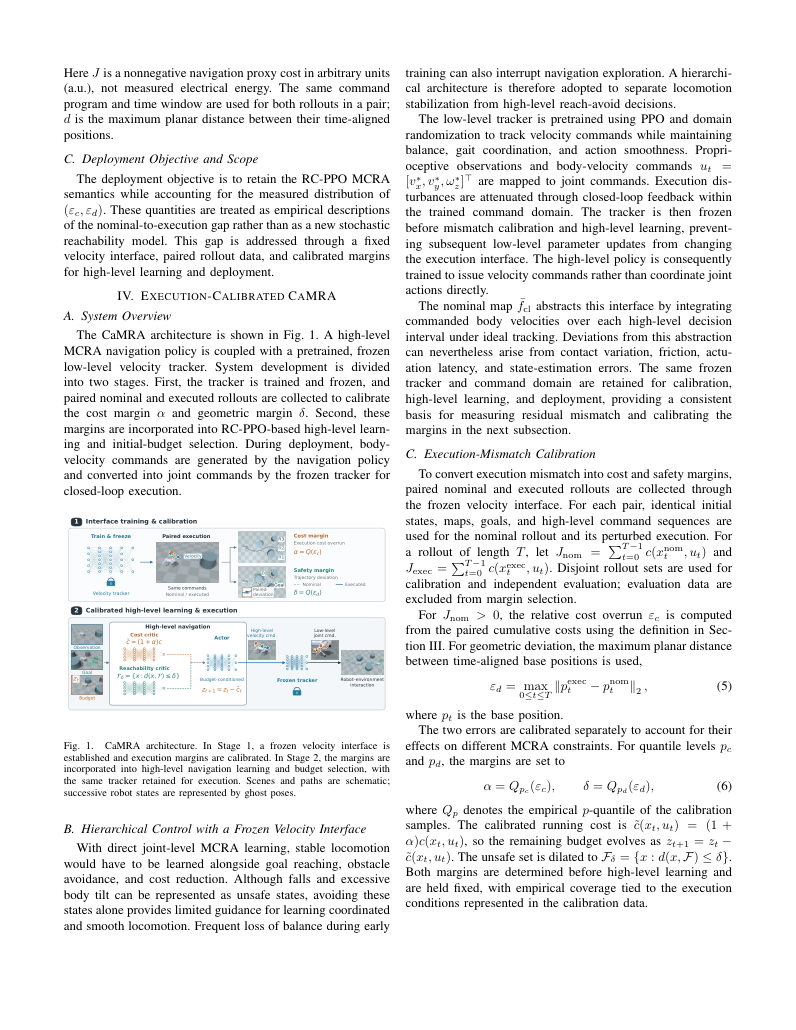 Here J is a nonnegative navigation proxy cost in arbitrary units
(a.u.), not measured electrical energy. The same command
program and time window are used for both rollouts in a pair;
d is the maximum planar distance between their time-aligned
positions.
C. Deployment Objective and Scope
The deployment objective is to retain the RC-PPO MCRA
semantics while accounting for the measured distribution of
(εc, εd). These quantities are treated as empirical descriptions
of the nominal-to-execution gap rather than as a new stochastic
reachability model. This gap is addressed through a fixed
velocity interface, paired rollout data, and calibrated margins
for high-level learning and deployment.
IV. EXECUTION-CALIBRATED CAMRA
A. System Overview
The CaMRA architecture is shown in Fig. 1. A high-level
MCRA navigation policy is coupled with a pretrained, frozen
low-level velocity tracker. System development is divided
into two stages. First, the tracker is trained and frozen, and
paired nominal and executed rollouts are collected to calibrate
the cost margin α and geometric margin δ. Second, these
margins are incorporated into RC-PPO-based high-level learn-
ing and initial-budget selection. During deployment, body-
velocity commands are generated by the navigation policy
and converted into joint commands by the frozen tracker for
closed-loop execution.
1 Interface training & calibration
Train & freeze
Velocity tracker
Paired execution
Velocity
Same commands
Nominal / executed
Cost margin
Execution cost overrun
α = Q(εc)
Safety margin
Trajectory deviation
Nominal Executed
δ = Q(εd)
Goal
Paired
deviation
2 Calibrated high-level learning & execution
Observation
Goal
Budget
High-level navigation
Cost critic
c̃ = (1 + α)c
Reachability critic
Fδ = {x : d(x, F) ≤ δ}
Actor
Budget-conditioned
zt+1 = zt − c̃t
High-level
velocity cmd.
Low-level
joint cmd.
Frozen tracker
Robot-environment
interaction
Fig. 1. CaMRA architecture. In Stage 1, a frozen velocity interface is
established and execution margins are calibrated. In Stage 2, the margins are
incorporated into high-level navigation learning and budget selection, with
the same tracker retained for execution. Scenes and paths are schematic;
successive robot states are represented by ghost poses.
B. Hierarchical Control with a Frozen Velocity Interface
With direct joint-level MCRA learning, stable locomotion
would have to be learned alongside goal reaching, obstacle
avoidance, and cost reduction. Although falls and excessive
body tilt can be represented as unsafe states, avoiding these
states alone provides limited guidance for learning coordinated
and smooth locomotion. Frequent loss of balance during early
training can also interrupt navigation exploration. A hierarchi-
cal architecture is therefore adopted to separate locomotion
stabilization from high-level reach-avoid decisions.
The low-level tracker is pretrained using PPO and domain
randomization to track velocity commands while maintaining
balance, gait coordination, and action smoothness. Propri-
oceptive observations and body-velocity commands ut =
[v*x, v*y, ω*z]⊤ are mapped to joint commands. Execution dis-
turbances are attenuated through closed-loop feedback within
the trained command domain. The tracker is then frozen
before mismatch calibration and high-level learning, prevent-
ing subsequent low-level parameter updates from changing
the execution interface. The high-level policy is consequently
trained to issue velocity commands rather than coordinate joint
actions directly.
The nominal map f̄cl abstracts this interface by integrating
commanded body velocities over each high-level decision
interval under ideal tracking. Deviations from this abstraction
can nevertheless arise from contact variation, friction, actu-
ation latency, and state-estimation errors. The same frozen
tracker and command domain are retained for calibration,
high-level learning, and deployment, providing a consistent
basis for measuring residual mismatch and calibrating the
margins in the next subsection.
C. Execution-Mismatch Calibration
To convert execution mismatch into cost and safety margins,
paired nominal and executed rollouts are collected through
the frozen velocity interface. For each pair, identical initial
states, maps, goals, and high-level command sequences are
used for the nominal rollout and its perturbed execution. For
a rollout of length T, let Jnom = ∑t=0^T−1 c(xt^nom, ut) and
Jexec = ∑t=0^T−1 c(xt^exec, ut). Disjoint rollout sets are used for
calibration and independent evaluation; evaluation data are
excluded from margin selection.
For Jnom > 0, the relative cost overrun εc is computed
from the paired cumulative costs using the definition in Sec-
tion III. For geometric deviation, the maximum planar distance
between time-aligned base positions is used,
εd = max0≤t≤T ‖pt^exec − pt^nom‖2 , (5)
where pt is the base position.
The two errors are calibrated separately to account for their
effects on different MCRA constraints. For quantile levels pc
and pd, the margins are set to
α = Qpc(εc), δ = Qpd(εd), (6)
where Qp denotes the empirical p-quantile of the calibration
samples. The calibrated running cost is c̃(xt, ut) = (1 +
α)c(xt, ut), so the remaining budget evolves as zt+1 = zt −
c̃(xt, ut). The unsafe set is dilated to Fδ = {x : d(x, F) ≤ δ}.
Both margins are determined before high-level learning and
are held fixed, with empirical coverage tied to the execution
conditions represented in the calibration data.